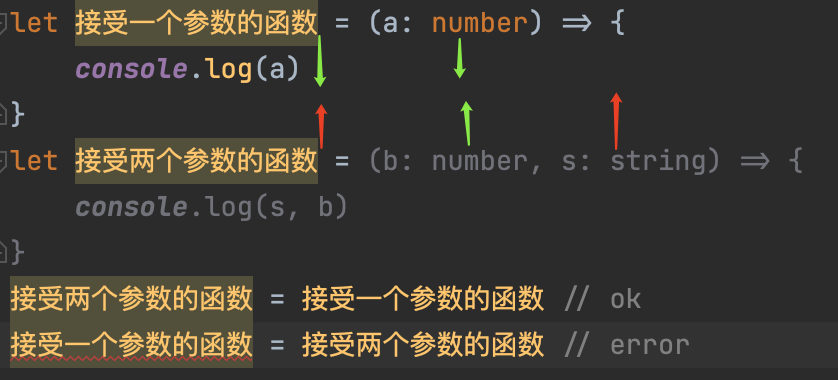 let 接受一个参数的函数 = (a: number) => {
    console.log(a)
}
let 接受两个参数的函数 = (b: number, s: string) => {
    console.log(s, b)
}
接受两个参数的函数 = 接受一个参数的函数 // ok
接受一个参数的函数 = 接受两个参数的函数 // error